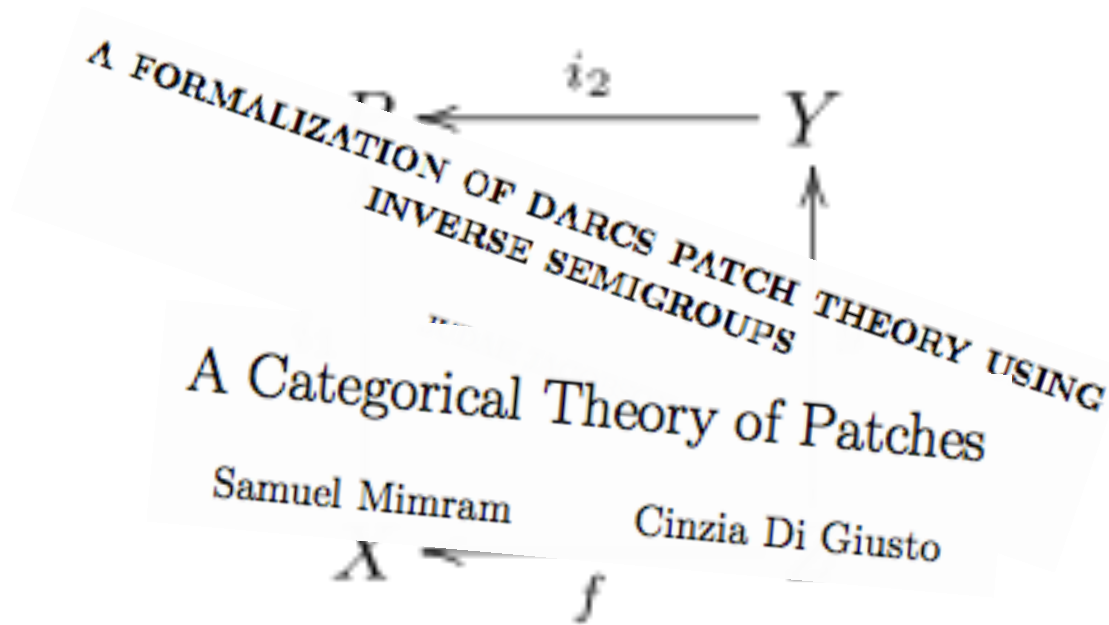 i₂
Y
A FORMALIZATION OF DARCS PATCH THEORY USING
INVERSE SEMIGROUPS
A Categorical Theory of Patches
Samuel Mimram Cinzia Di Giusto
X
f